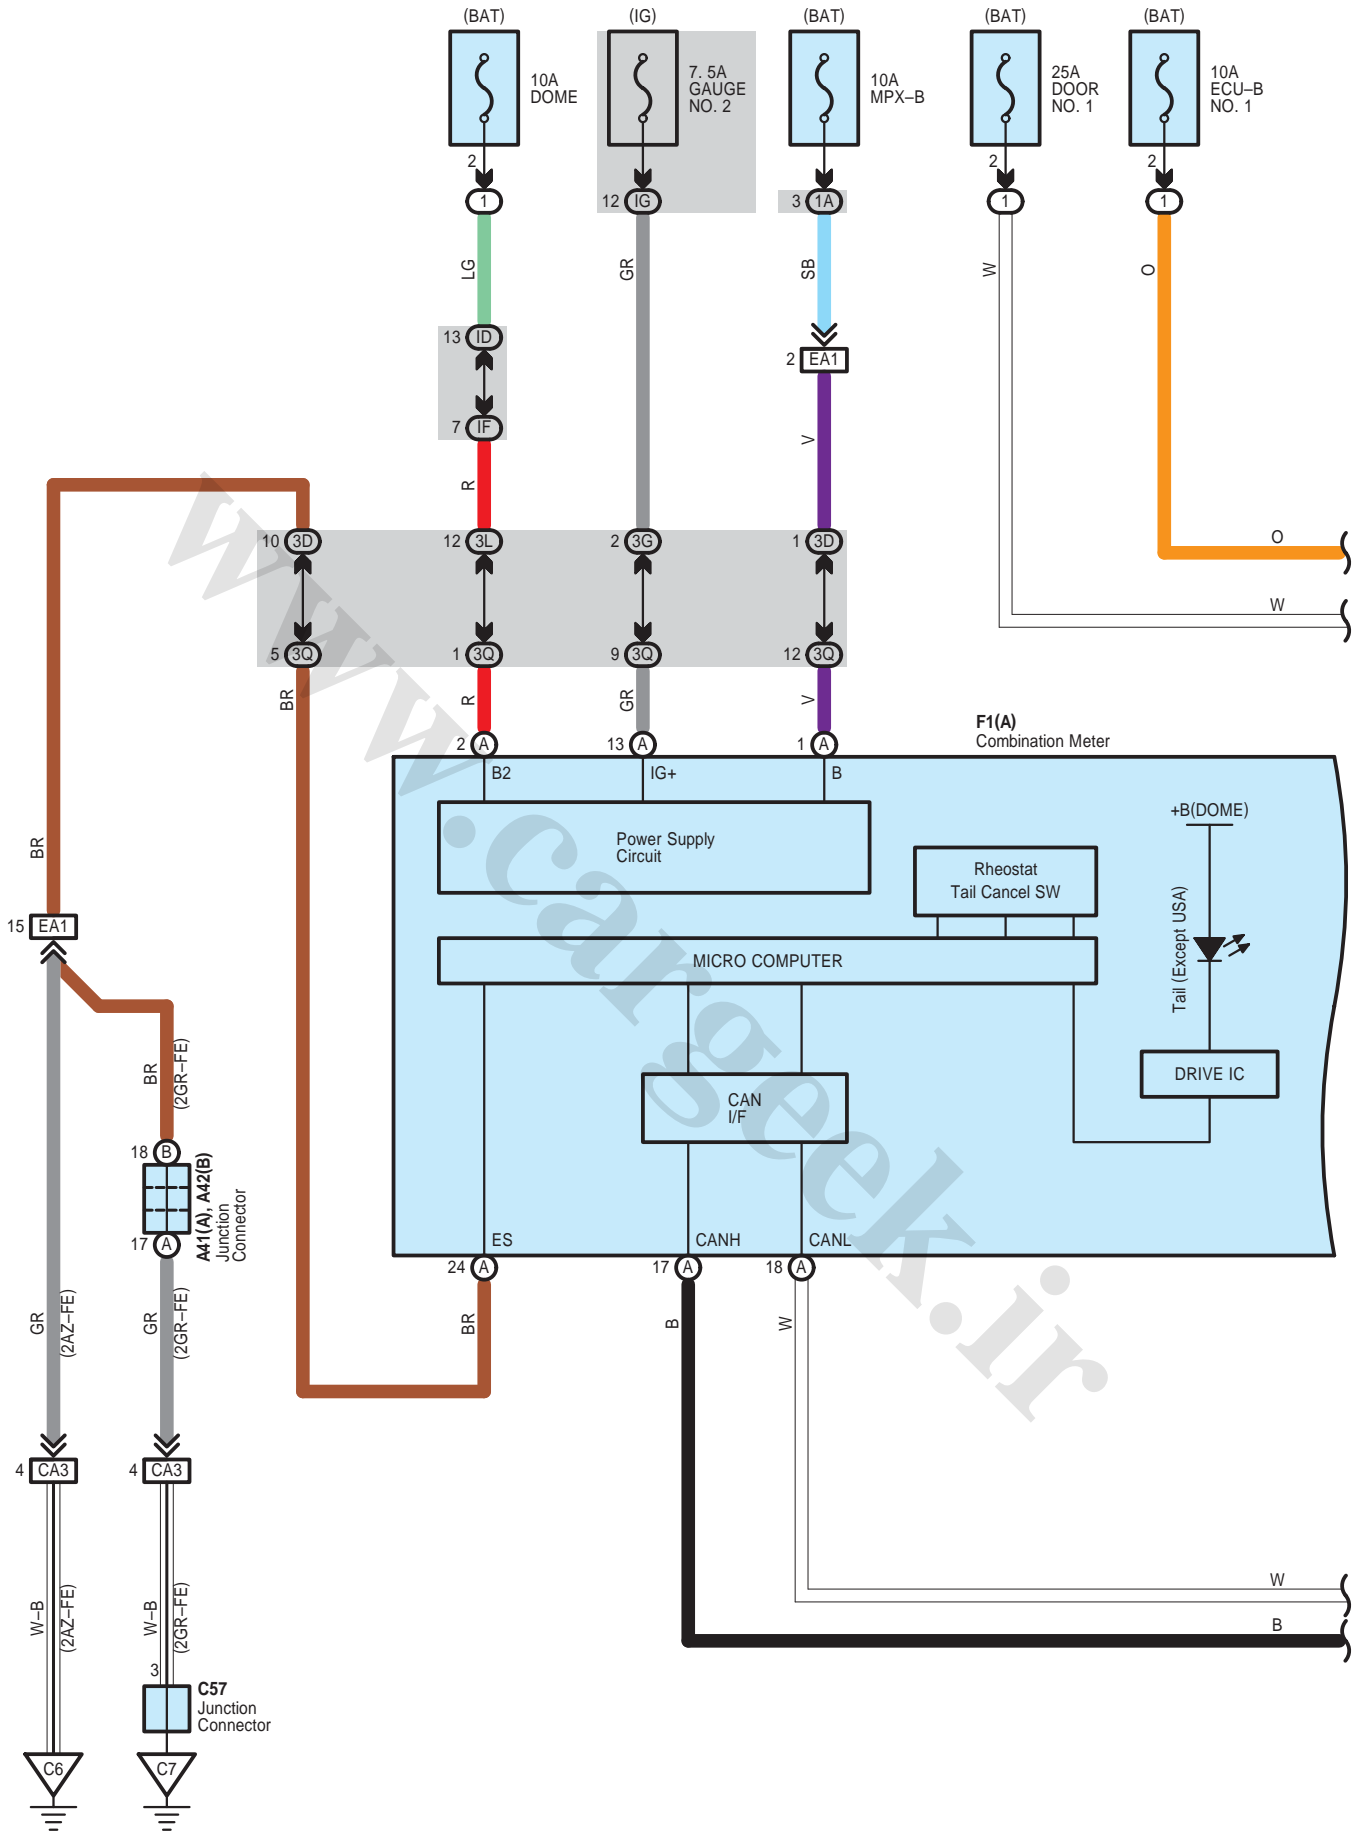 (BAT)
(IG)
(BAT)
(BAT)
(BAT)
10A
DOME
7. 5A
GAUGE
NO. 2
10A
MPX–B
25A
DOOR
NO. 1
10A
ECU–B
NO. 1
2
2
2
1
12 IG
3 1A
1
1
LG
GR
SB
W
O
13 ID
2 EA1
7 IF
R
V
10 3D
12 3L
2 3G
1 3D
O
W
5 3Q
1 3Q
9 3Q
12 3Q
BR
R
GR
V
F1(A)
Combination Meter
2 A
13 A
1 A
B2
IG+
B
+B(DOME)
Power Supply
Circuit
Rheostat
Tail Cancel SW
BR
15 EA1
MICRO COMPUTER
Tail (Except USA)
BR
(2GR–FE)
CAN
I/F
DRIVE IC
18 B
A41(A), A42(B)
Junction
Connector
17 A
ES
CANH
CANL
24 A
17 A
18 A
GR
(2AZ–FE)
GR
(2GR–FE)
BR
B
W
4 CA3
4 CA3
W–B
(2AZ–FE)
W–B
(2GR–FE)
W
B
3
C57
Junction
Connector
C6
C7
www.cargeek.ir